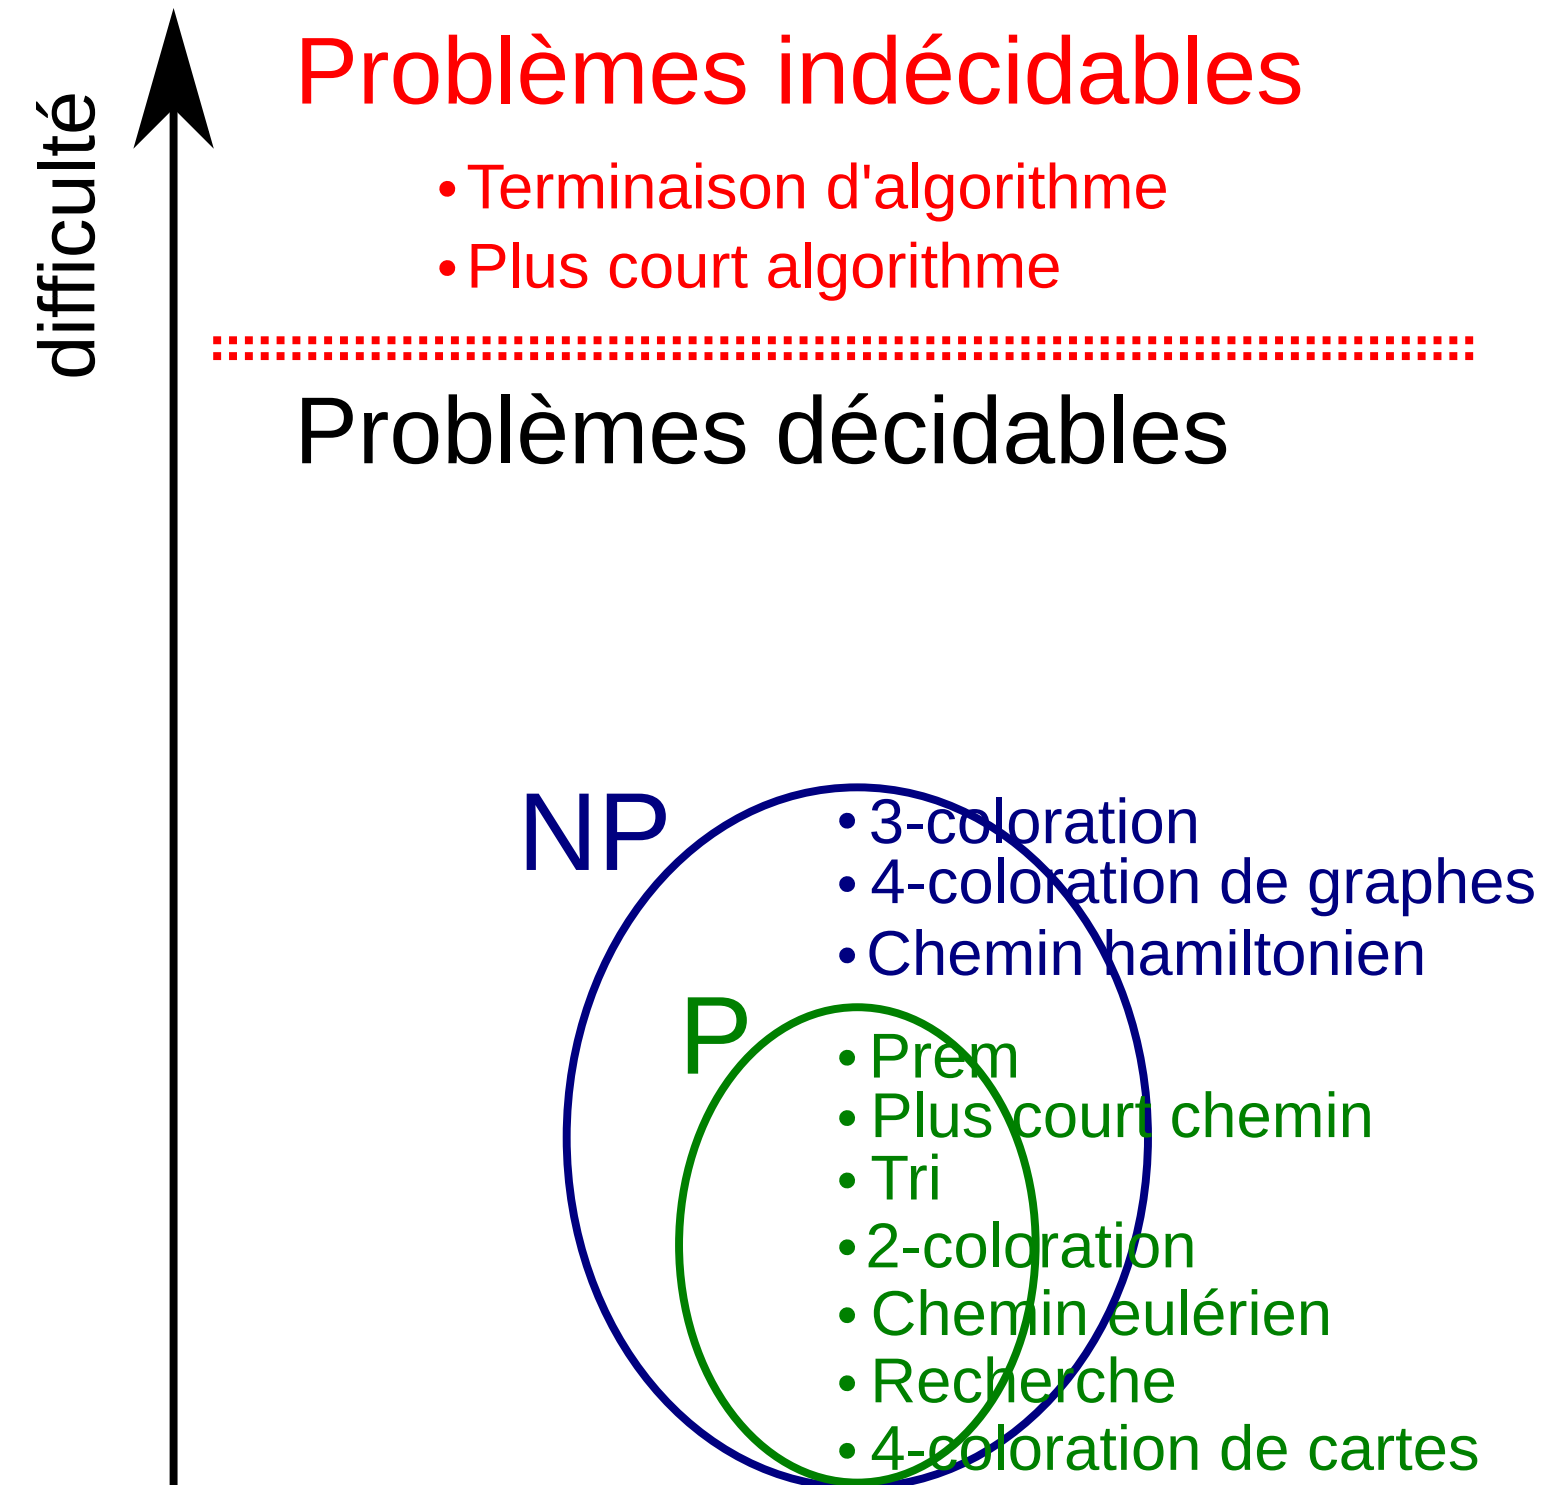 difficulté
Problèmes indécidables
• Terminaison d'algorithme
• Plus court algorithme
Problèmes décidables
NP
• 3-coloration
• 4-coloration de graphes
• Chemin hamiltonien
P
• Prem
• Plus court chemin
• Tri
• 2-coloration
• Chemin eulérien
• Recherche
• 4-coloration de cartes